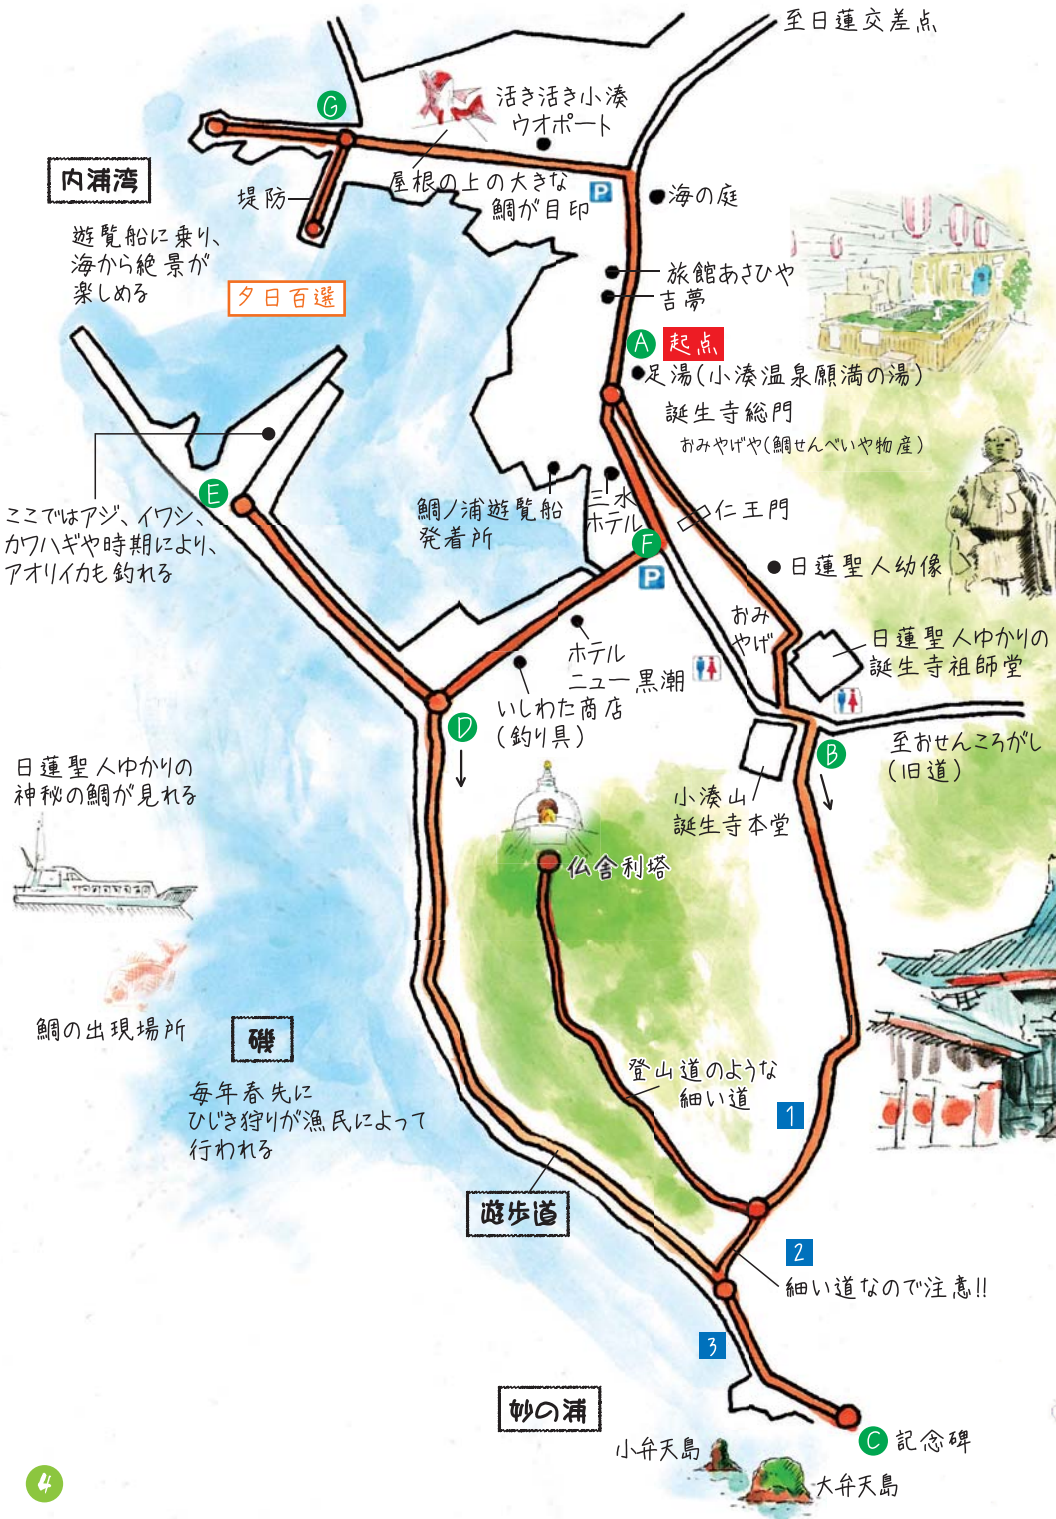 至日蓮交差点
G
活き活き小湊
ウオポート
内浦湾
堤防
屋根の上の大きな
鯛が目印
P
海の庭
遊覧船に乗り、
海から絶景が
楽しめる
夕日百選
旅館あさひや
吉夢
A 起点
足湯(小湊温泉願満の湯)
誕生寺総門
おみやげや(鯛せんべいや物産)
E
鯛ノ浦遊覧船
発着所
三水
ホテル
仁王門
ここではアジ、イワシ、
カワハギや時期により、
アオリイカも釣れる
F
P
日蓮聖人幼像
おみ
やげ
日蓮聖人ゆかりの
誕生寺祖師堂
ホテル
ニュー黒潮
いしわた商店
(釣り具)
D
B
至おせんころがし
(旧道)
日蓮聖人ゆかりの
神秘の鯛が見れる
小湊山
誕生寺本堂
仏舎利塔
鯛の出現場所
磯
毎年春先に
ひじき狩りが漁民によって
行われる
登山道のような
細い道
1
遊歩道
2
細い道なので注意!!
3
妙の浦
C 記念碑
小弁天島
大弁天島
4